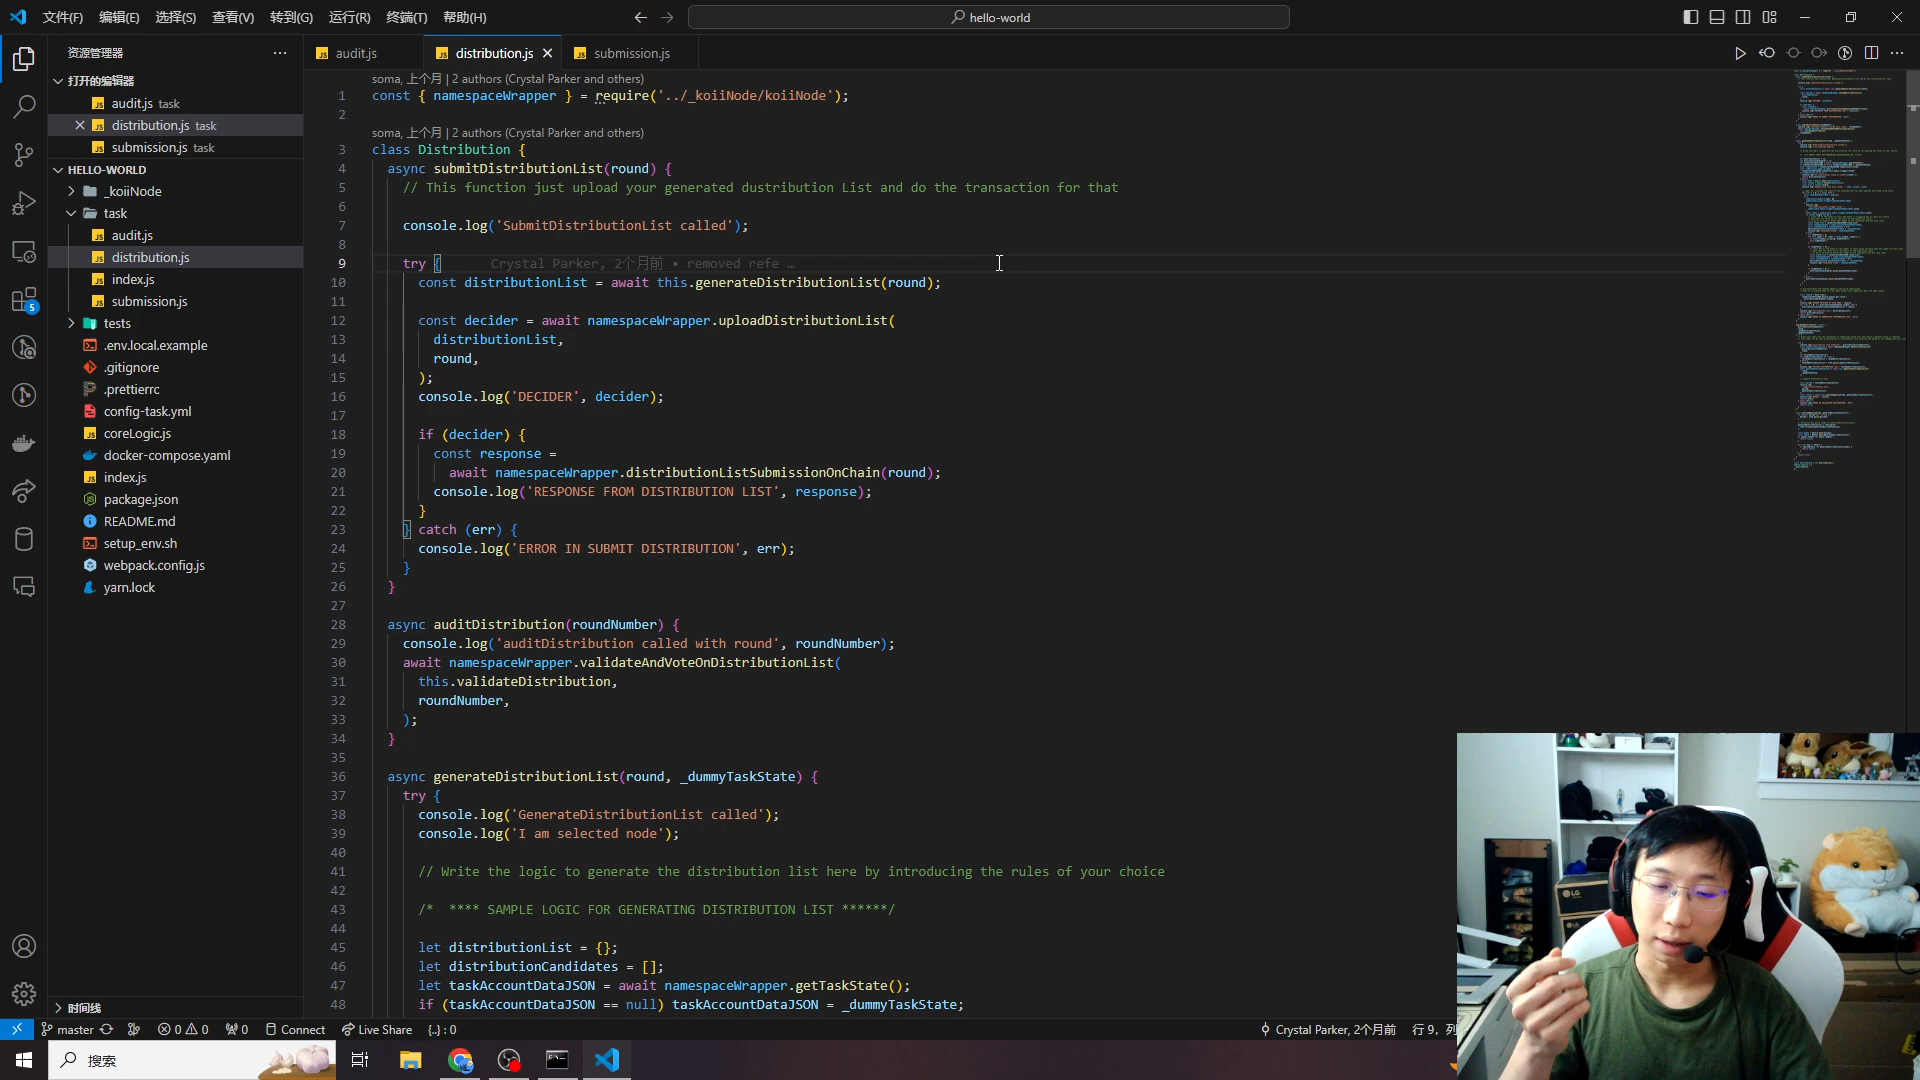 文件(F) 编辑(E) 选择(S) 查看(V) 转到(G) 运行(R) 终端(T) 帮助(H)
hello-world
资源管理器
打开的编辑器
audit.js task
distribution.js task
submission.js task
HELLO-WORLD
_koiiNode
task
audit.js
distribution.js
index.js
submission.js
tests
.env.local.example
.gitignore
.prettierrc
config-task.yml
coreLogic.js
docker-compose.yaml
index.js
package.json
README.md
setup_env.sh
webpack.config.js
yarn.lock
时间线
5
audit.js distribution.js submission.js
soma, 上个月 | 2 authors (Crystal Parker and others)
1 const { namespaceWrapper } = require('../_koiiNode/koiiNode');
2
soma, 上个月 | 2 authors (Crystal Parker and others)
3 class Distribution {
4 async submitDistributionList(round) {
5 // This function just upload your generated dustribution List and do the transaction for that
6
7 console.log('SubmitDistributionList called');
8
9 try { Crystal Parker, 2个月前 • removed refe …
10 const distributionList = await this.generateDistributionList(round);
11
12 const decider = await namespaceWrapper.uploadDistributionList(
13 distributionList,
14 round,
15 );
16 console.log('DECIDER', decider);
17
18 if (decider) {
19 const response =
20 await namespaceWrapper.distributionListSubmissionOnChain(round);
21 console.log('RESPONSE FROM DISTRIBUTION LIST', response);
22 }
23 } catch (err) {
24 console.log('ERROR IN SUBMIT DISTRIBUTION', err);
25 }
26 }
27
28 async auditDistribution(roundNumber) {
29 console.log('auditDistribution called with round', roundNumber);
30 await namespaceWrapper.validateAndVoteOnDistributionList(
31 this.validateDistribution,
32 roundNumber,
33 );
34 }
35
36 async generateDistributionList(round, _dummyTaskState) {
37 try {
38 console.log('GenerateDistributionList called');
39 console.log('I am selected node');
40
41 // Write the logic to generate the distribution list here by introducing the rules of your choice
42
43 /* **** SAMPLE LOGIC FOR GENERATING DISTRIBUTION LIST ******/
44
45 let distributionList = {};
46 let distributionCandidates = [];
47 let taskAccountDataJSON = await namespaceWrapper.getTaskState();
48 if (taskAccountDataJSON == null) taskAccountDataJSON = _dummyTaskState;
LG
master 0 0 0 Connect Live Share {..} : 0 Crystal Parker, 2个月前 行 9, 列
搜索